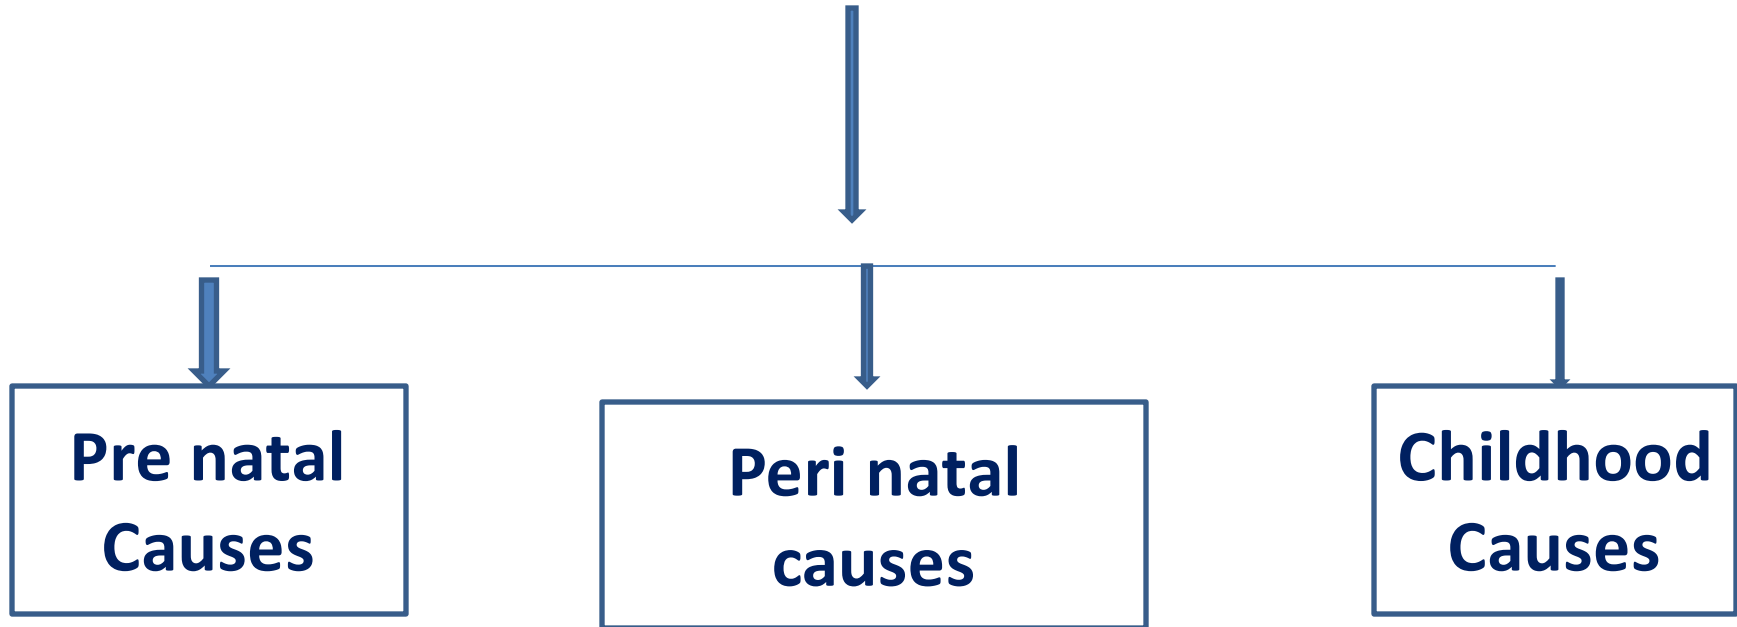 Pre natal
Causes
Peri natal
causes
Childhood
Causes